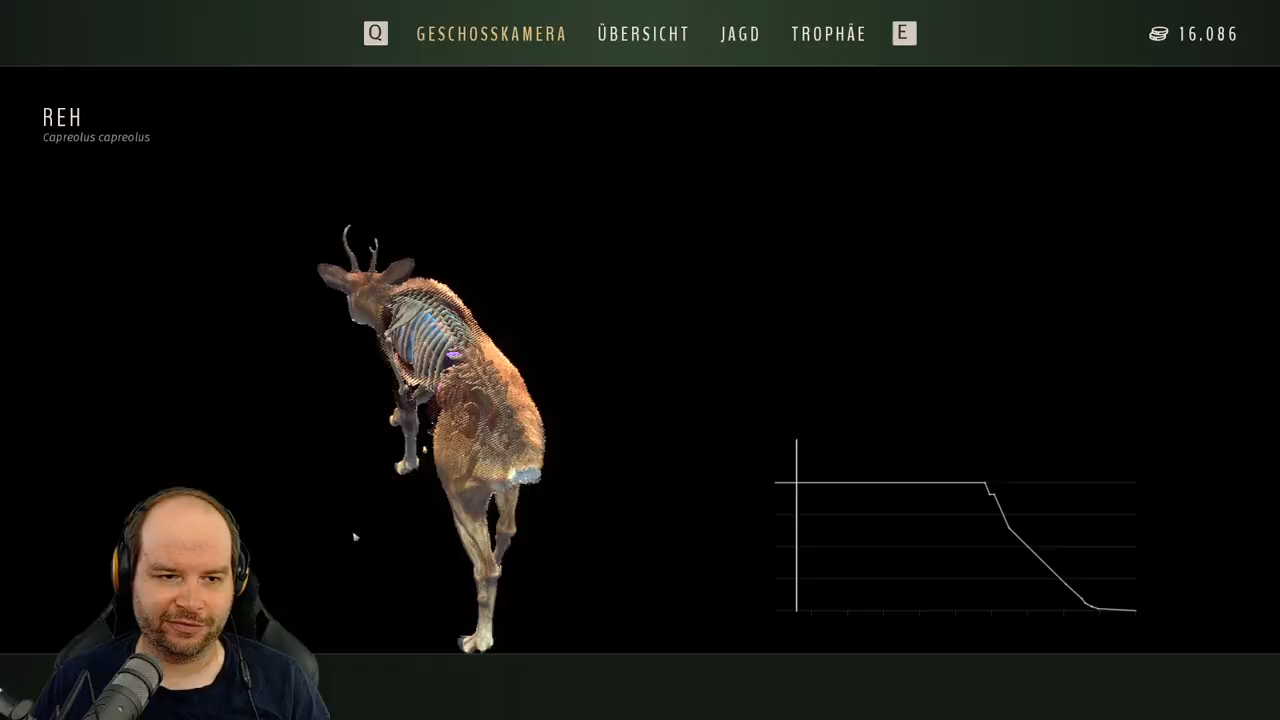 Q GESCHOSSKAMERA ÜBERSICHT JAGD TROPHÄE E 16.086
REH
Capreolus capreolus